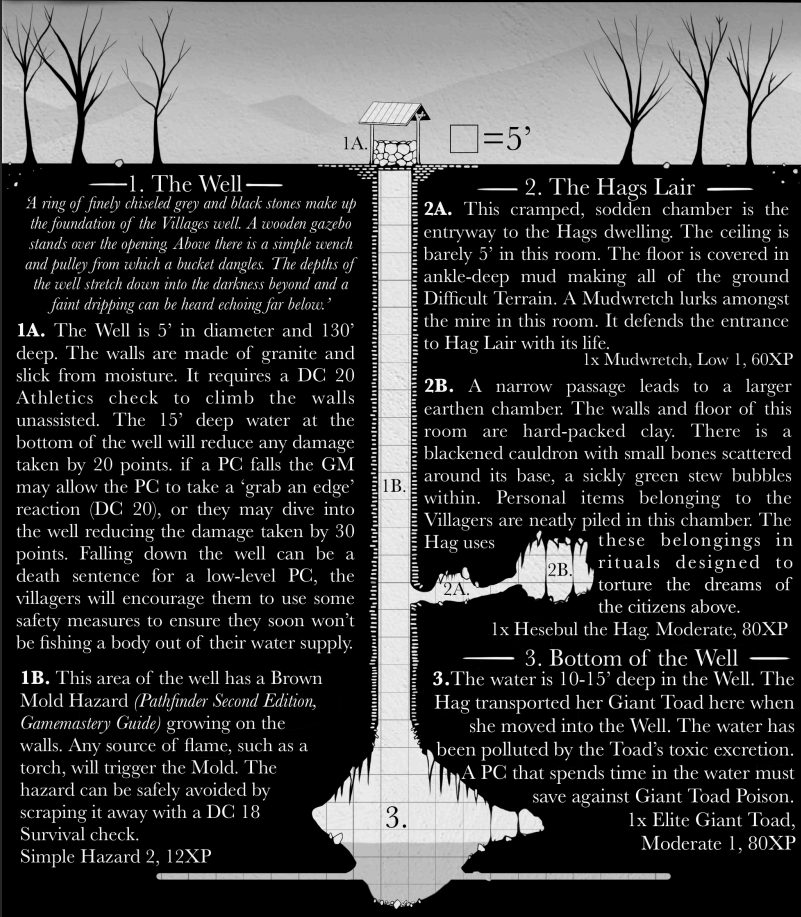 1A.
=5’
1. The Well
‘A ring of finely chiseled grey and black stones make up
the foundation of the Villages well. A wooden gazebo
stands over the opening. Above there is a simple wench
and pulley from which a bucket dangles. The depths of
the well stretch down into the darkness beyond and a
faint dripping can be heard echoing far below.’
1A. The Well is 5’ in diameter and 130’
deep. The walls are made of granite and
slick from moisture. It requires a DC 20
Athletics check to climb the walls
unassisted. The 15’ deep water at the
bottom of the well will reduce any damage
taken by 20 points. if a PC falls the GM
may allow the PC to take a ‘grab an edge’
reaction (DC 20), or they may dive into
the well reducing the damage taken by 30
points. Falling down the well can be a
death sentence for a low-level PC, the
villagers will encourage them to use some
safety measures to ensure they soon won’t
be fishing a body out of their water supply.
1B. This area of the well has a Brown
Mold Hazard (Pathfinder Second Edition,
Gamemastery Guide) growing on the
walls. Any source of flame, such as a
torch, will trigger the Mold. The
hazard can be safely avoided by
scraping it away with a DC 18
Survival check.
Simple Hazard 2, 12XP
1B.
2. The Hags Lair
2A. This cramped, sodden chamber is the
entryway to the Hags dwelling. The ceiling is
barely 5’ in this room. The floor is covered in
ankle-deep mud making all of the ground
Difficult Terrain. A Mudwretch lurks amongst
the mire in this room. It defends the entrance
to Hag Lair with its life.
1x Mudwretch, Low 1, 60XP
2B. A narrow passage leads to a larger
earthen chamber. The walls and floor of this
room are hard-packed clay. There is a
blackened cauldron with small bones scattered
around its base, a sickly green stew bubbles
within. Personal items belonging to the
Villagers are neatly piled in this chamber. The
Hag uses these belongings in
rituals designed to
torture the dreams of
the citizens above.
1x Hesebul the Hag. Moderate, 80XP
2A.
2B.
3. Bottom of the Well
3.The water is 10-15’ deep in the Well. The
Hag transported her Giant Toad here when
she moved into the Well. The water has
been polluted by the Toad’s toxic excretion.
A PC that spends time in the water must
save against Giant Toad Poison.
1x Elite Giant Toad,
Moderate 1, 80XP
3.